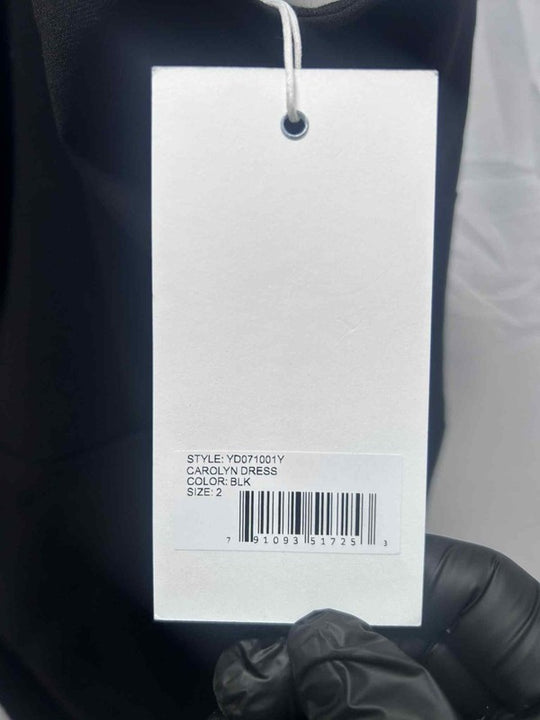 STYLE: YD071001Y
CAROLYN DRESS
COLOR: BLK
SIZE: 2
7 91093 51725 3